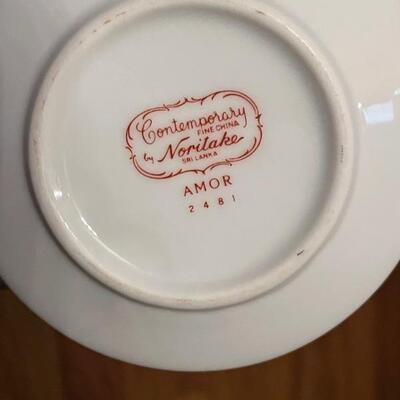 Contemporary
FINE CHINA
by Noritake
SRI LANKA
AMOR
2481